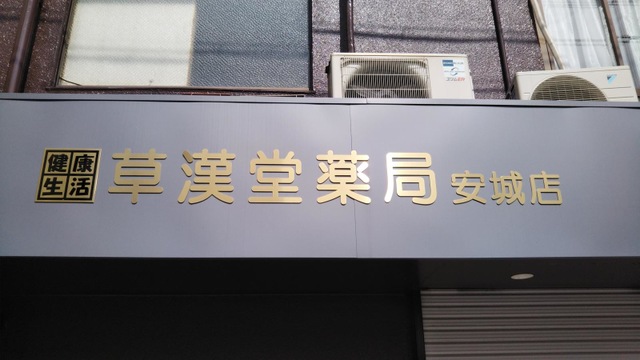 健康
生活
草漢堂薬局 安城店